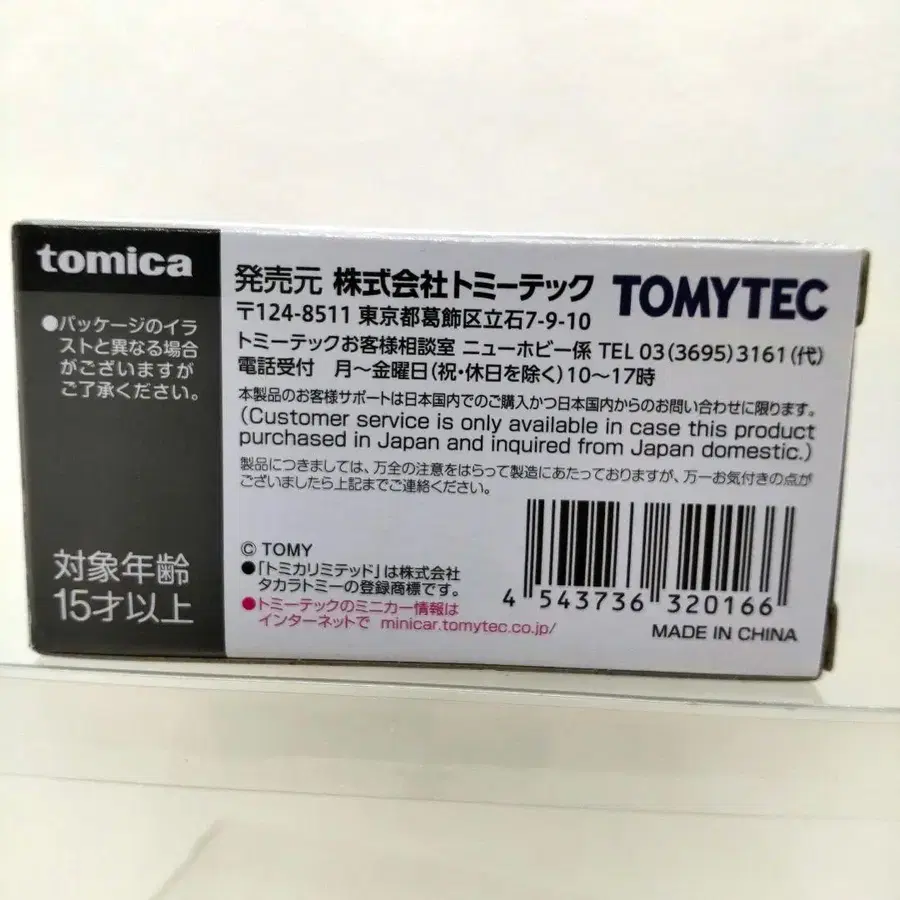 tomica
●パッケージのイラ
ストと異なる場合
がございますが
ご了承ください。
対象年齢
15才以上
発売元 株式会社トミーテック TOMYTEC
〒124-8511 東京都葛飾区立石7-9-10
トミーテックお客様相談室 ニューホビー係 TEL 03(3695)3161(代)
電話受付 月〜金曜日(祝・休日を除く)10〜17時
本製品のお客様サポートは日本国内でのご購入かつ日本国内からのお問い合わせに限ります。
(Customer service is only available in case this product
purchased in Japan and inquired from Japan domestic.)
製品につきましては、万全の注意をはらって製造にあたっておりますが、万一お気付きの点が
ございましたら上記までご連絡ください。
© TOMY
●「トミカリミテッド」は株式会社
タカラトミーの登録商標です。
●トミーテックのミニカー情報は
インターネットで minicar.tomytec.co.jp/
4 543736 320166
MADE IN CHINA